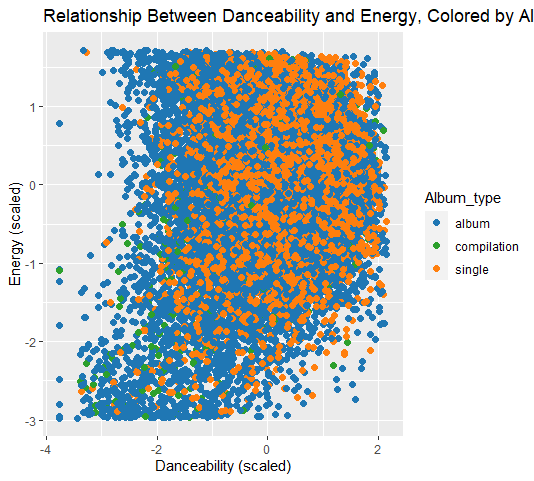 Relationship Between Danceability and Energy, Colored by Al
Energy (scaled)
1
0
-1
-2
-3
-4
-2
0
2
Danceability (scaled)
Album_type
album
compilation
single